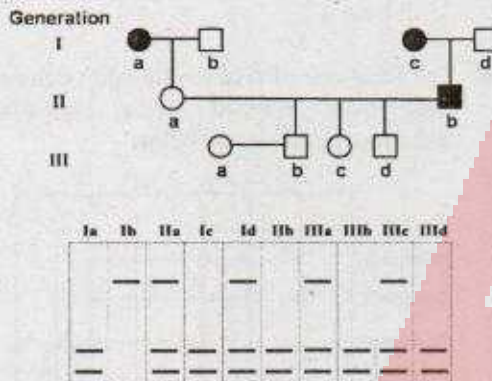 Generation
I
a b c d
II
a b
III
a b c d
Ia Ib IIa Ic Id IIb IIIa IIIb IIIc IIId